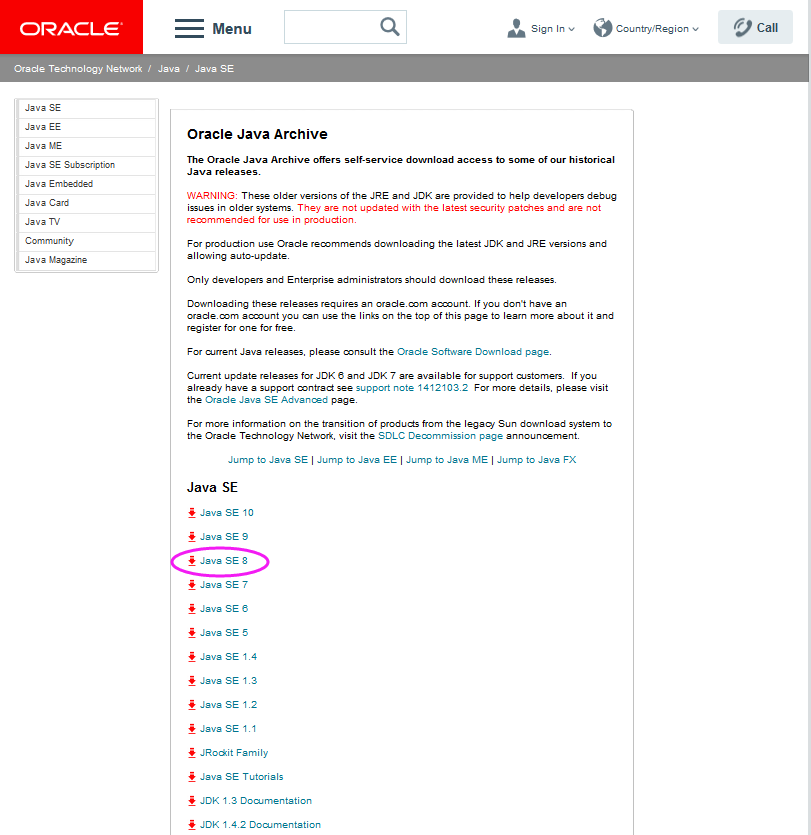 ORACLE
Menu
Sign In
Country/Region
Call
Oracle Technology Network / Java / Java SE
Java SE
Java EE
Java ME
Java SE Subscription
Java Embedded
Java Card
Java TV
Community
Java Magazine
Oracle Java Archive
The Oracle Java Archive offers self-service download access to some of our historical
Java releases.
WARNING: These older versions of the JRE and JDK are provided to help developers debug
issues in older systems. They are not updated with the latest security patches and are not
recommended for use in production.
For production use Oracle recommends downloading the latest JDK and JRE versions and
allowing auto-update.
Only developers and Enterprise administrators should download these releases.
Downloading these releases requires an oracle.com account. If you don't have an
oracle.com account you can use the links on the top of this page to learn more about it and
register for one for free.
For current Java releases, please consult the Oracle Software Download page.
Current update releases for JDK 6 and JDK 7 are available for support customers. If you
already have a support contract see support note 1412103.2 For more details, please visit
the Oracle Java SE Advanced page.
For more information on the transition of products from the legacy Sun download system to
the Oracle Technology Network, visit the SDLC Decommission page announcement.
Jump to Java SE | Jump to Java EE | Jump to Java ME | Jump to Java FX
Java SE
Java SE 10
Java SE 9
Java SE 8
Java SE 7
Java SE 6
Java SE 5
Java SE 1.4
Java SE 1.3
Java SE 1.2
Java SE 1.1
JRockit Family
Java SE Tutorials
JDK 1.3 Documentation
JDK 1.4.2 Documentation